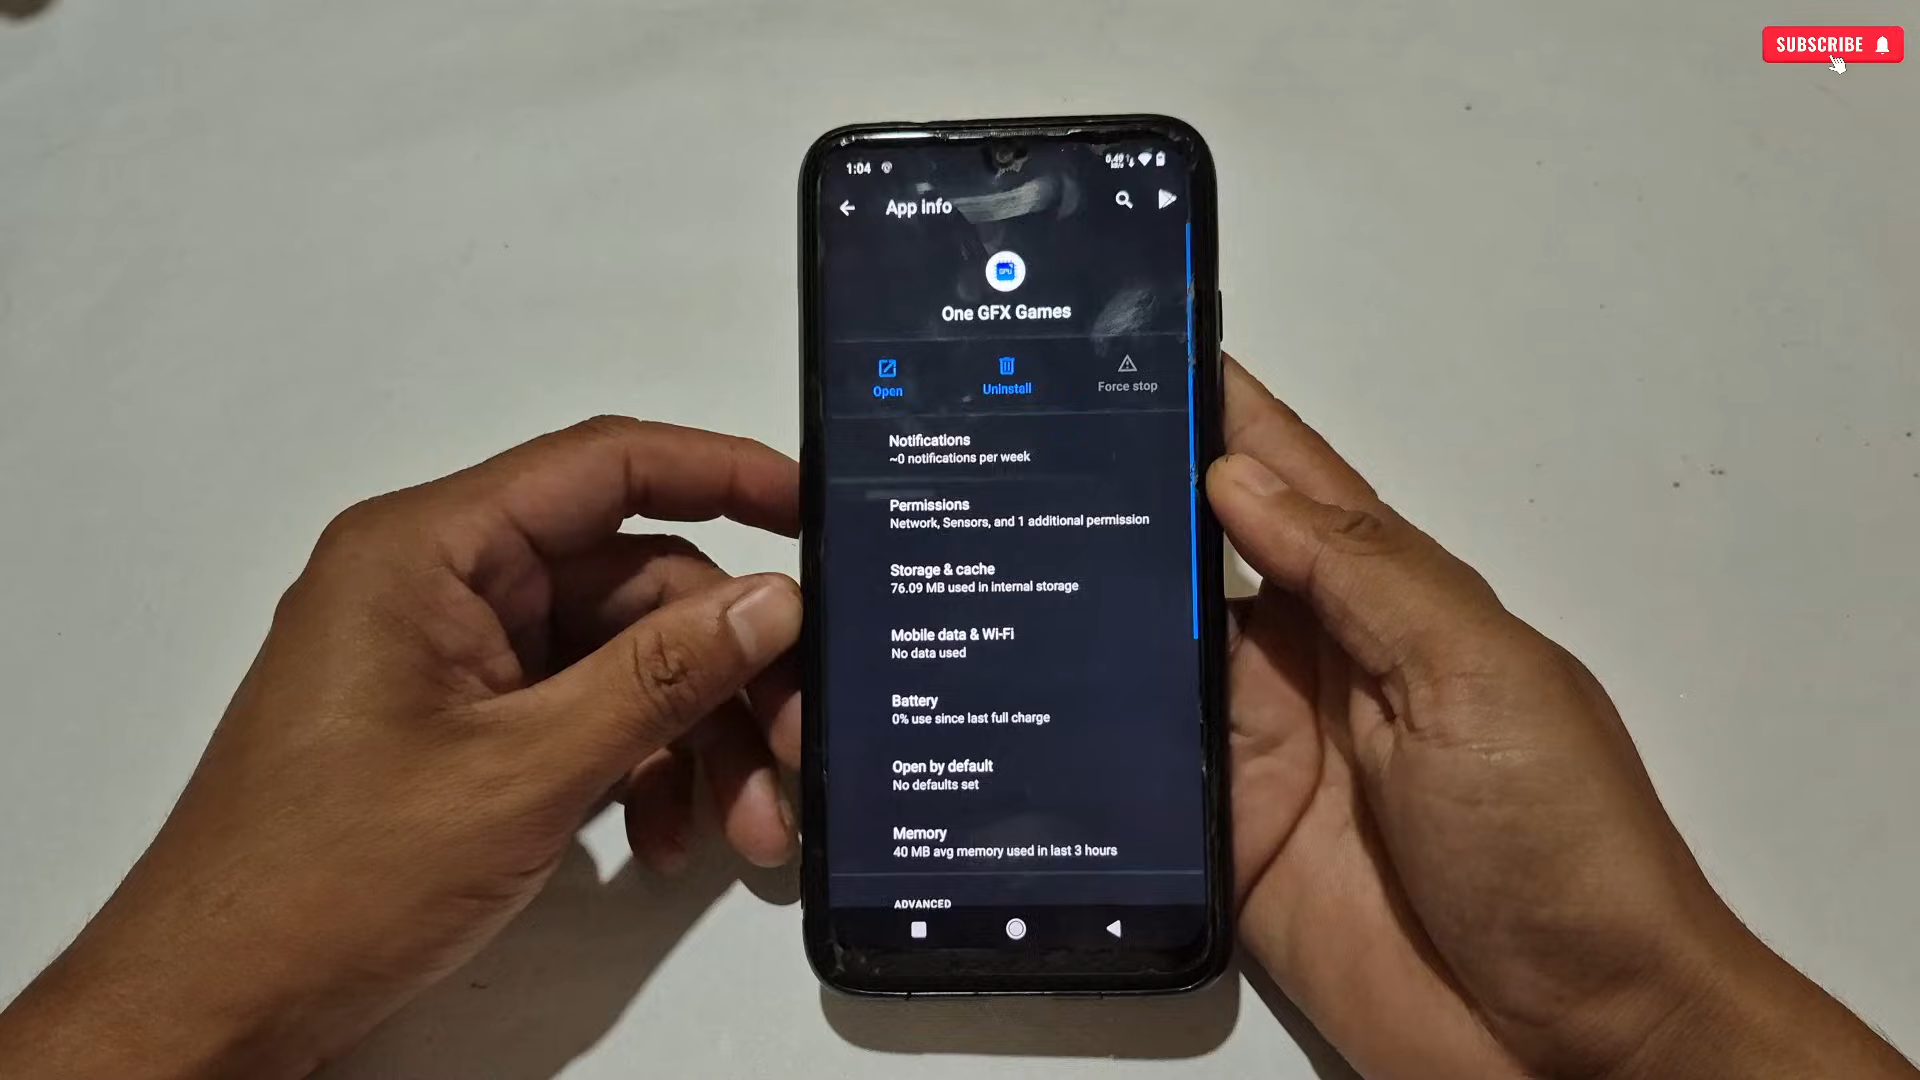 SUBSCRIBE
1:04
App info
One GFX Games
Open
Uninstall
Force stop
Notifications
~0 notifications per week
Permissions
Network, Sensors, and 1 additional permission
Storage & cache
76.09 MB used in internal storage
Mobile data & Wi-Fi
No data used
Battery
0% use since last full charge
Open by default
No defaults set
Memory
40 MB avg memory used in last 3 hours
ADVANCED